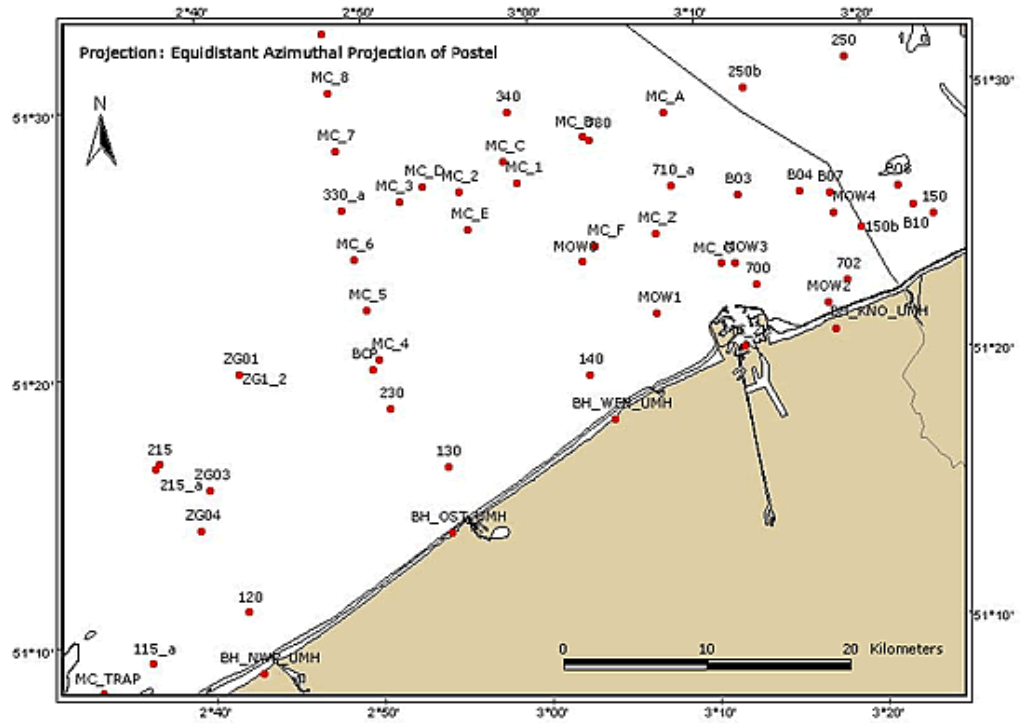 2°40' 2°50' 3°00' 3°10' 3°20'
Projection: Equidistant Azimuthal Projection of Postel
250
250b
MC_8
51°30'
340
MC_A
51°30'
N
MC_B 780
MC_7
MC_C
MC_1
710_a
B03
B04 B07
B08
MC_D MC_2
MC_3
330_a
MOW4
150
MC_E
150b B10
MC_Z
MC_F
MC_6
MOW3
700
702
MC_5
MOW1
MOW2
BH_KNO_UMH
51°20'
MC_4
BCP
ZG01
ZG1_2
140
51°20'
230
BH_WEN_UMH
215
130
215_a ZG03
ZG04
BH_OST_UMH
120
51°10'
115_a
BH_NWP_UMH
51°10'
0 10 20 Kilometers
MC_TRAP
2°40' 2°50' 3°00' 3°10' 3°20'